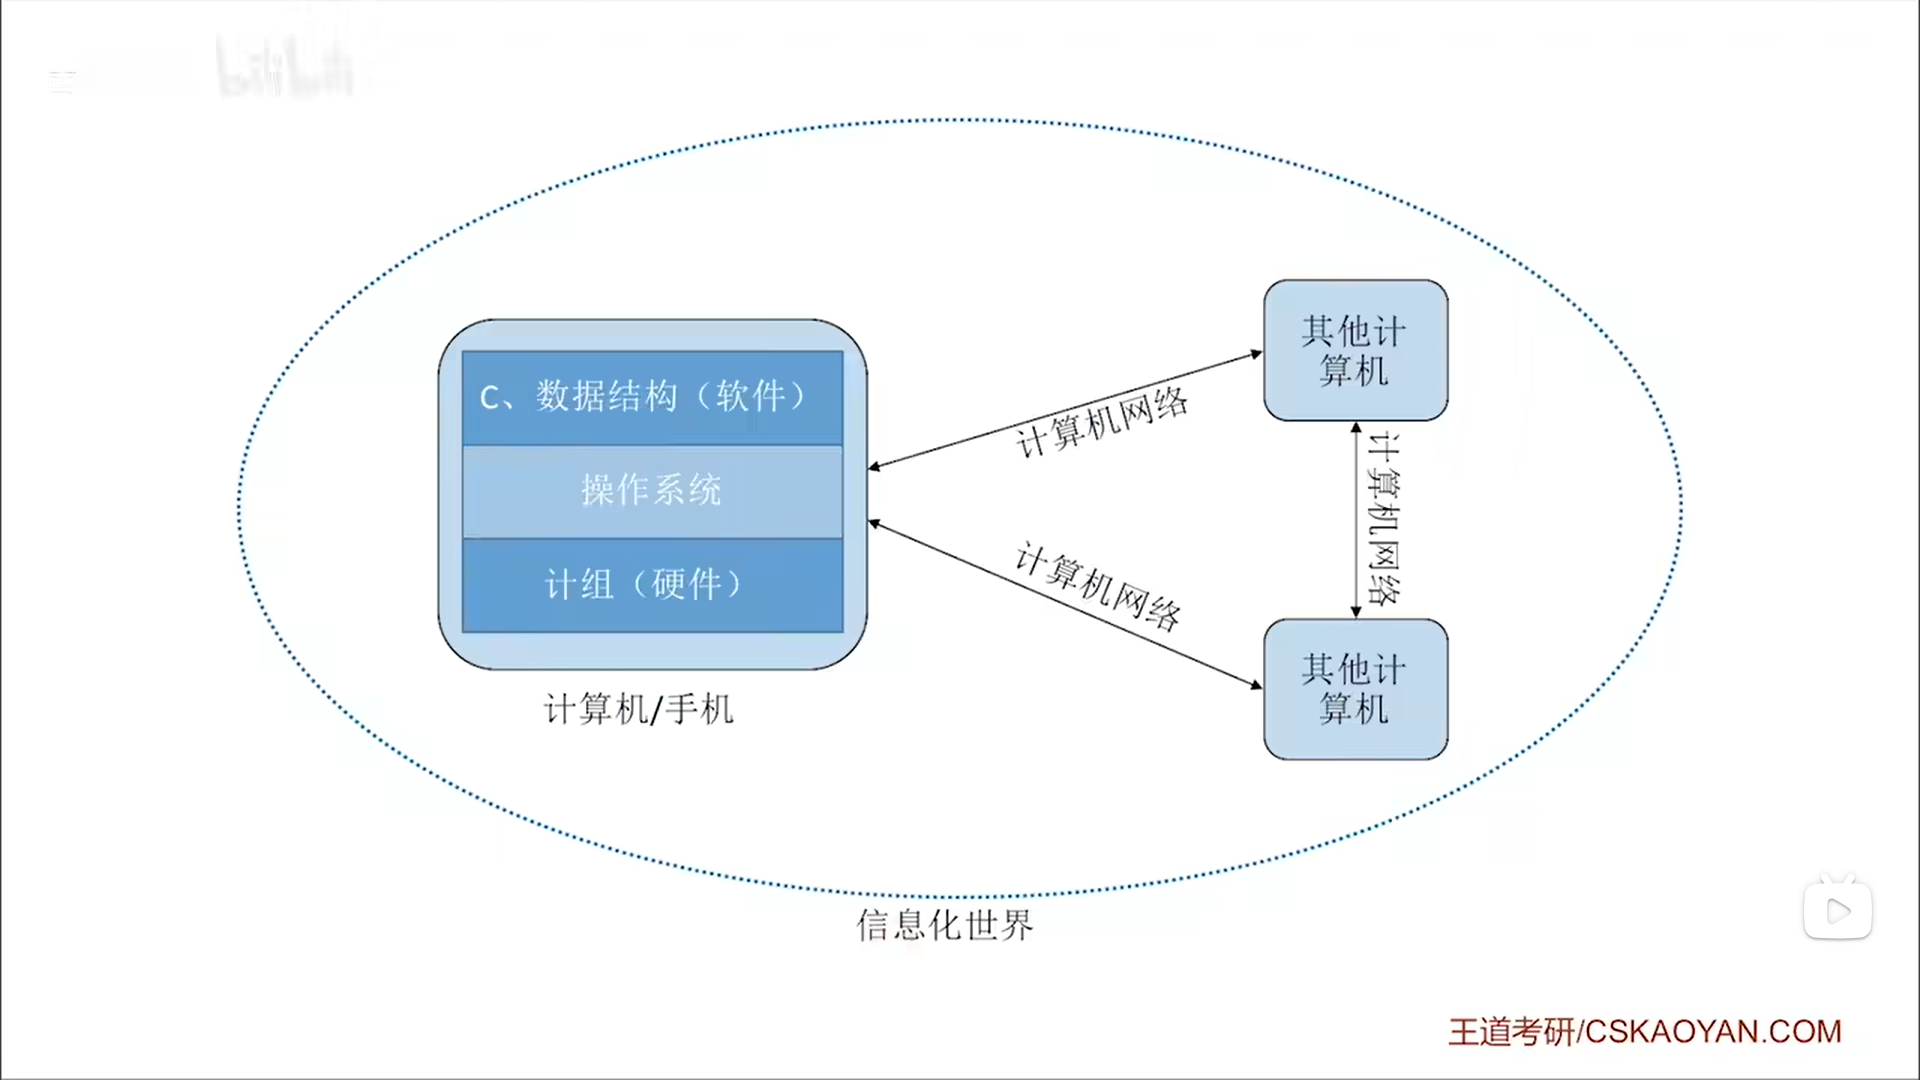 bilibili
C、数据结构（软件）
操作系统
计组（硬件）
计算机/手机
计算机网络
计算机网络
其他计
算机
计算机网络
其他计
算机
信息化世界
王道考研/CSKAOYAN.COM